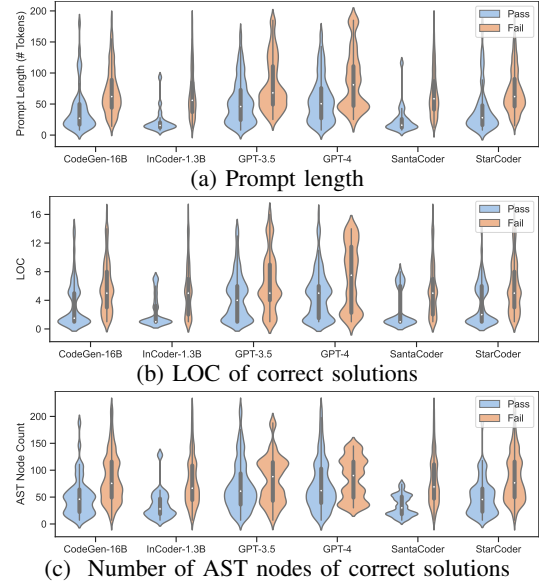 200
Pass
Fail
150
100
50
0
Prompt Length (# Tokens)
CodeGen-16B InCoder-1.3B GPT-3.5 GPT-4 SantaCoder StarCoder
(a) Prompt length
16
Pass
Fail
12
8
4
0
LOC
CodeGen-16B InCoder-1.3B GPT-3.5 GPT-4 SantaCoder StarCoder
(b) LOC of correct solutions
Pass
Fail
200
150
100
50
0
AST Node Count
CodeGen-16B InCoder-1.3B GPT-3.5 GPT-4 SantaCoder StarCoder
(c) Number of AST nodes of correct solutions